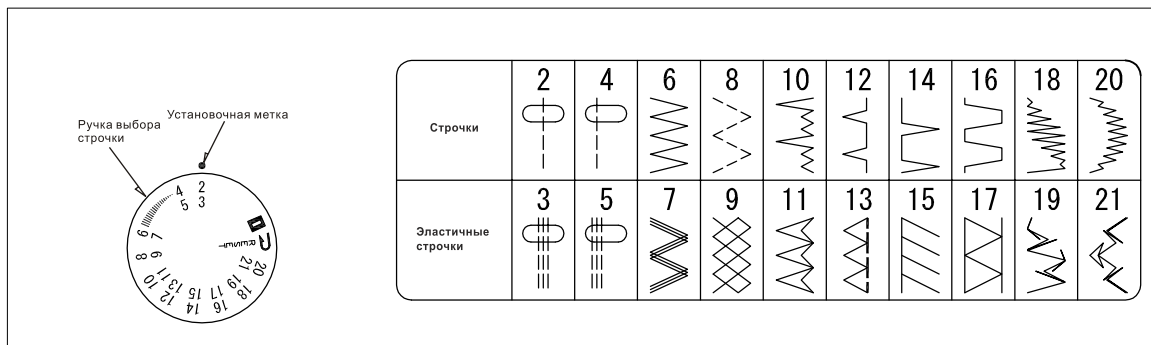 Ручка выбора
строчки
Установочная метка
4 2
5 3
6 7
8 9
10 11
12 13
14 15
16 17
18 19
20 21
Строчки
2 4 6 8 10 12 14 16 18 20
Эластичные
строчки
3 5 7 9 11 13 15 17 19 21